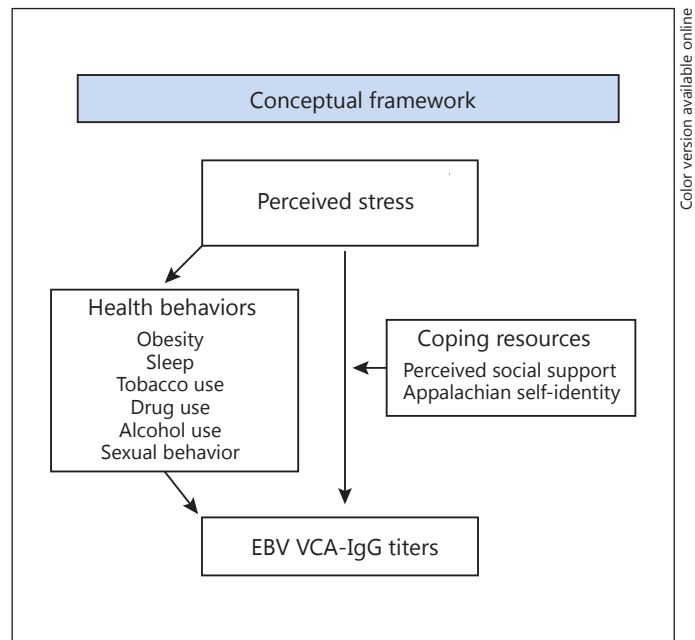 Conceptual framework
Perceived stress
Health behaviors
Obesity
Sleep
Tobacco use
Drug use
Alcohol use
Sexual behavior
Coping resources
Perceived social support
Appalachian self-identity
EBV VCA-IgG titers
Color version available online